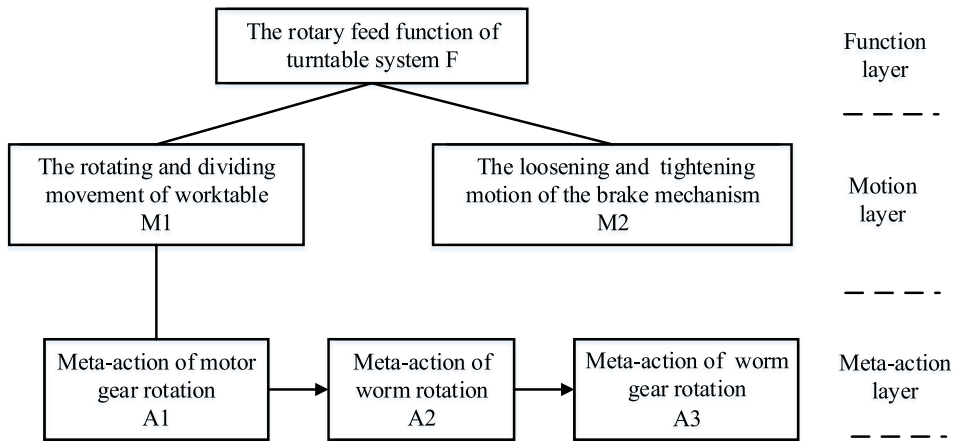 The rotary feed function of
turntable system F
Function
layer
The rotating and dividing
movement of worktable
M1
The loosening and tightening
motion of the brake mechanism
M2
Motion
layer
Meta-action of motor
gear rotation
A1
Meta-action of
worm rotation
A2
Meta-action of worm
gear rotation
A3
Meta-action
layer